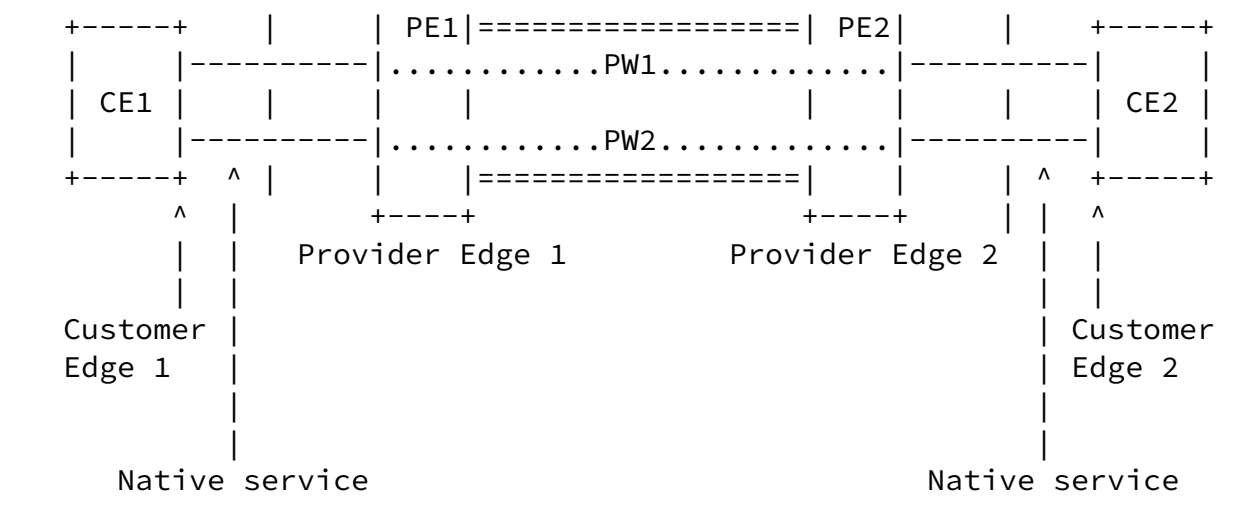 +-----+       |       | PE1|==================| PE2|       |     +-----+
|     |----------|............PW1.............|----------|     |
| CE1 |    |     |    |                  |    |     |    | CE2 |
|     |----------|............PW2.............|----------|     |
+-----+  ^ |     |    |==================|    |     | ^  +-----+
      ^  |       +----+                  +----+     | |  ^
      |  |   Provider Edge 1         Provider Edge 2  |  |
      |  |                                            |  |
Customer |                                            | Customer
Edge 1   |                                            | Edge 2
         |                                            |
         |                                            |
   Native service                               Native service